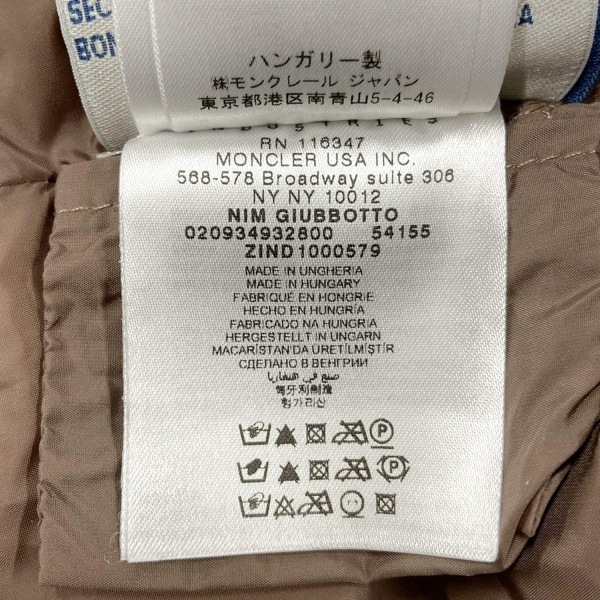 SEC
BON
A
ハンガリー製
㈱モンクレール ジャパン
東京都港区南青山5-4-46
INDUSTRIES
RN 116347
MONCLER USA INC.
568-578 Broadway suite 306
NY NY 10012
NIM GIUBBOTTO
020934932800 54155
ZIND1000579
MADE IN UNGHERIA
MADE IN HUNGARY
FABRIQUÉ EN HONGRIE
HECHO EN HUNGRIA
FABRICADO NA HUNGRIA
HERGESTELLT IN UNGARN
MACARİSTAN'DA ÜRETİLMİŞTİR
СДЕЛАНО В ВЕНГРИИ
صنع في هنغاريا
匈牙利制造
헝가리산